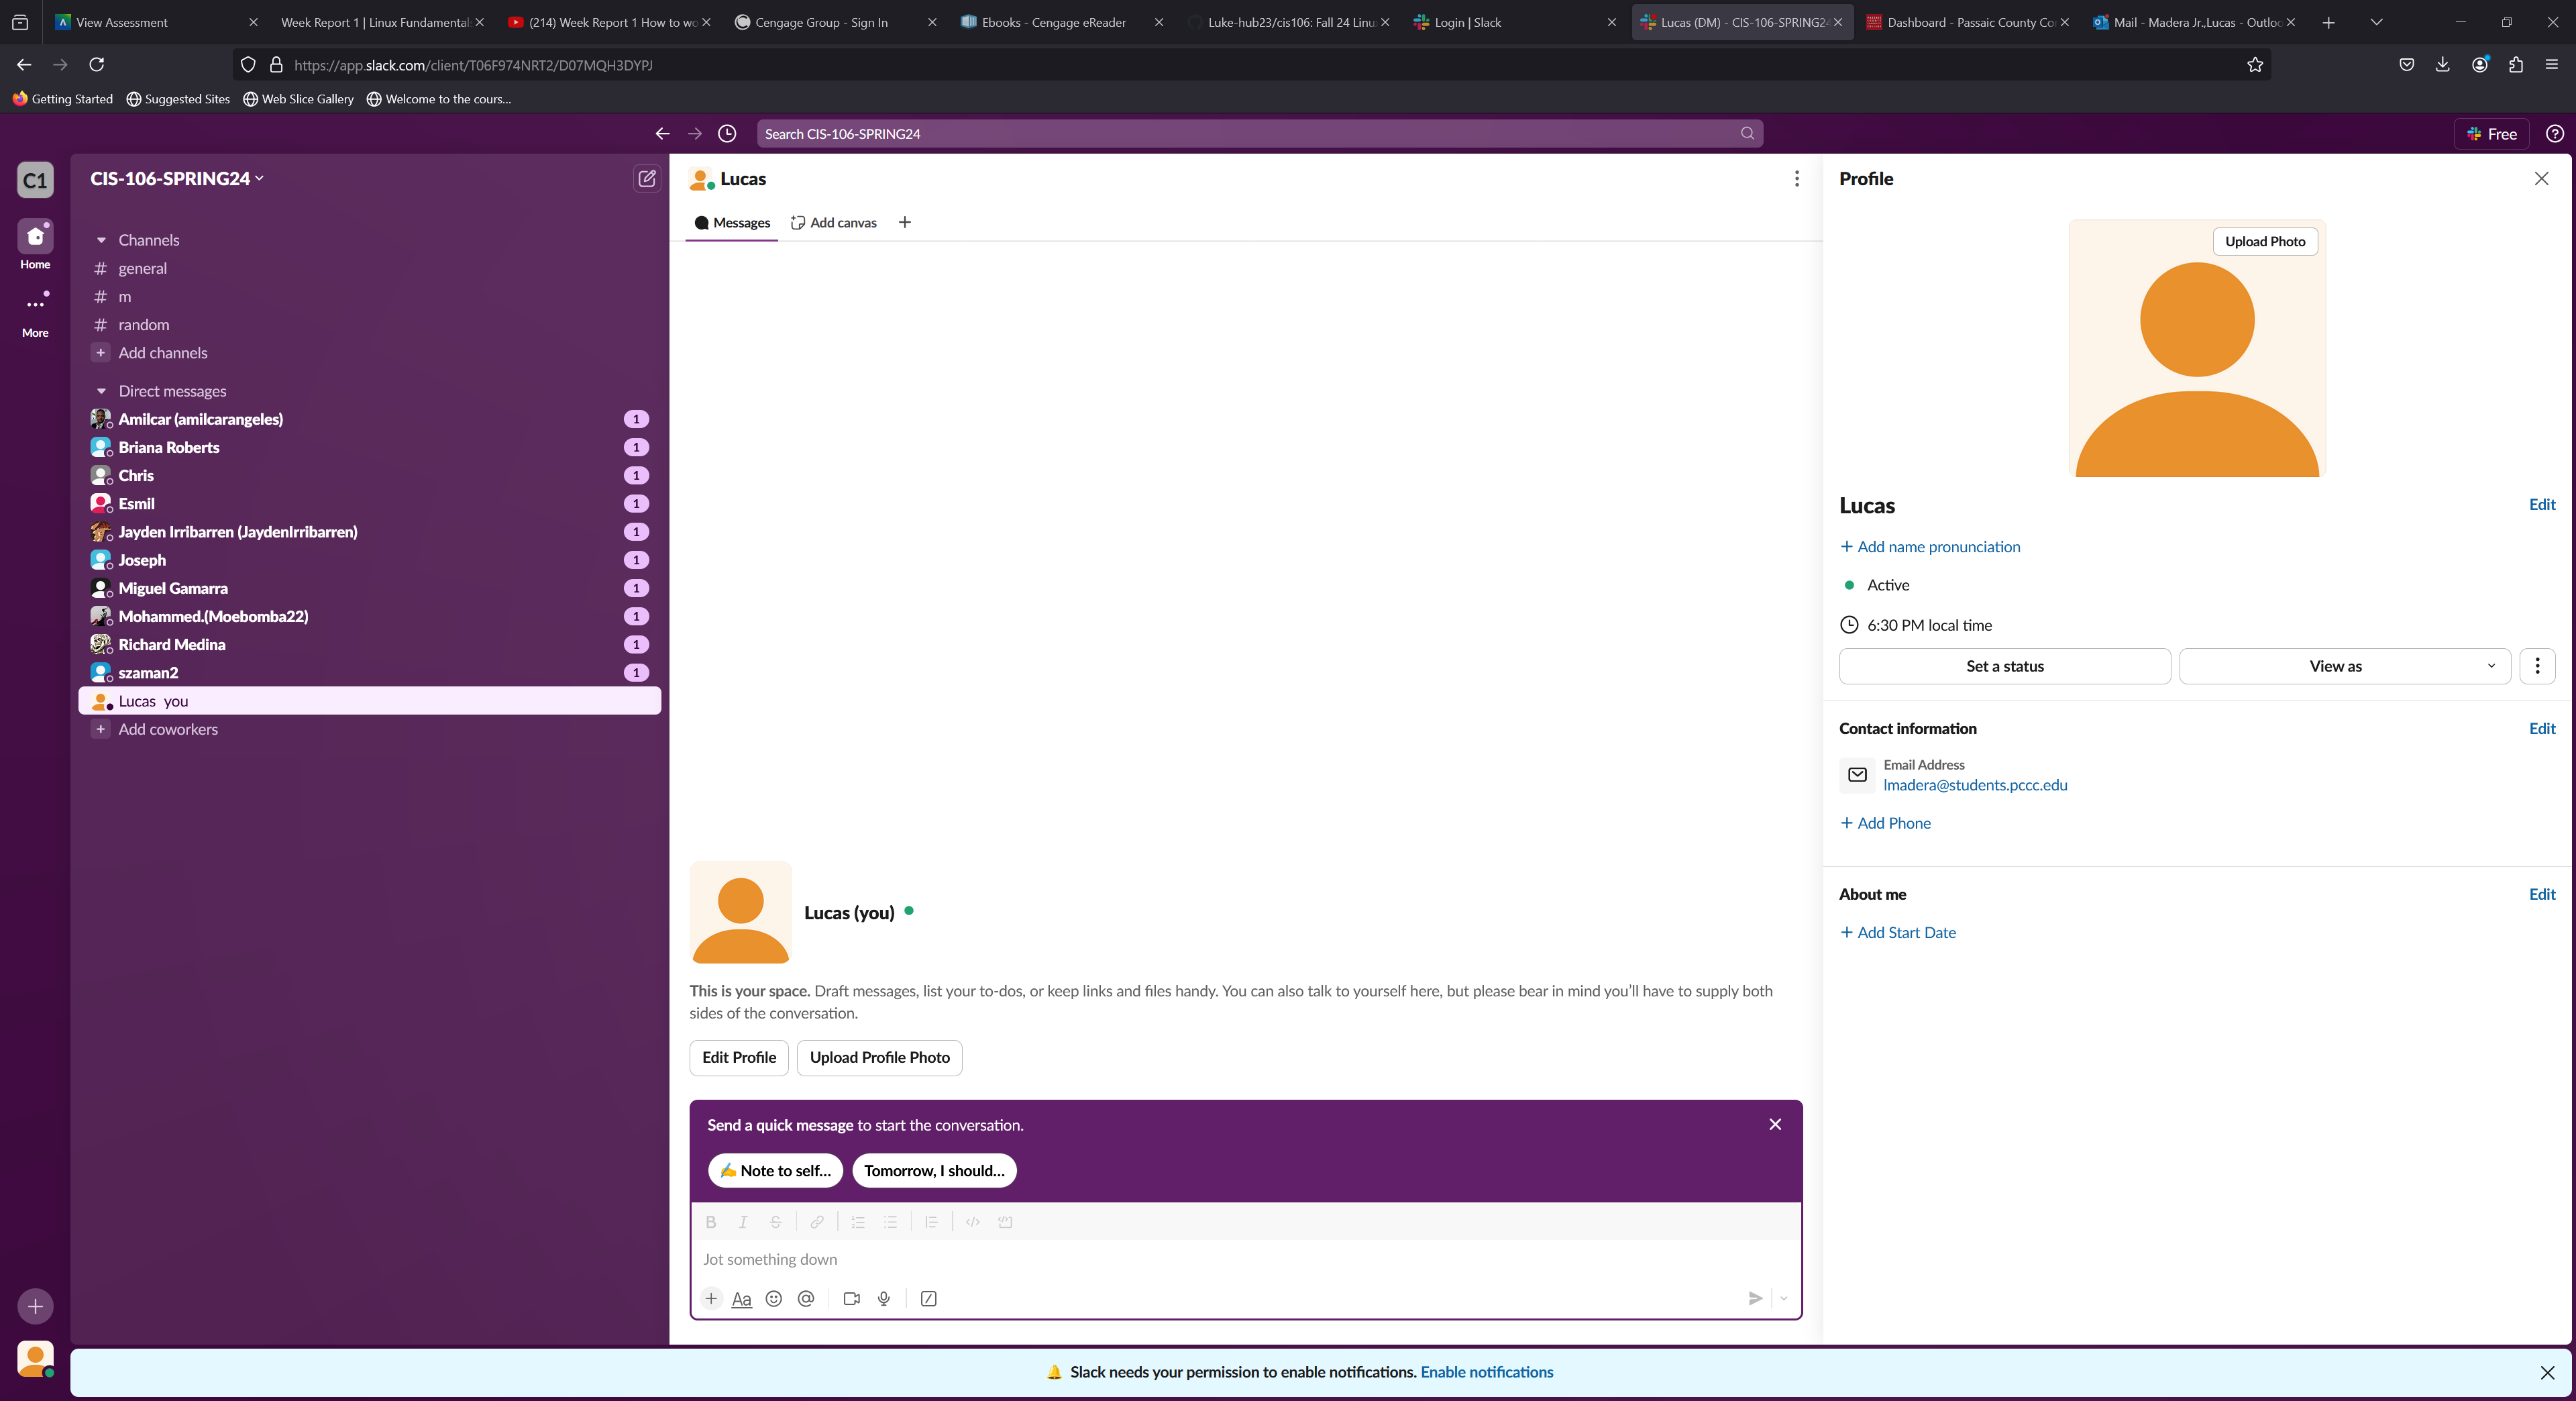 View Assessment
Week Report 1 | Linux Fundamental
(214) Week Report 1 How to wo
Cengage Group - Sign In
Ebooks - Cengage eReader
Luke-hub23/cis106: Fall 24 Linu
Login | Slack
Lucas (DM) - CIS-106-SPRING24
Dashboard - Passaic County Co
Mail - Madera Jr.,Lucas - Outloo
https://app.slack.com/client/T06F974NRT2/D07MQH3DYPJ
Getting Started
Suggested Sites
Web Slice Gallery
Welcome to the cours...
Search CIS-106-SPRING24
Free
C1
Home
More
CIS-106-SPRING24
Channels
# general
# m
# random
+ Add channels
Direct messages
Amilcar (amilcarangeles) 1
Briana Roberts 1
Chris 1
Esmil 1
Jayden Irribarren (JaydenIrribarren) 1
Joseph 1
Miguel Gamarra 1
Mohammed.(Moebomba22) 1
Richard Medina 1
szaman2 1
Lucas you
+ Add coworkers
Lucas
Messages
Add canvas
+
Lucas (you)
This is your space. Draft messages, list your to-dos, or keep links and files handy. You can also talk to yourself here, but please bear in mind you'll have to supply both
sides of the conversation.
Edit Profile
Upload Profile Photo
Send a quick message to start the conversation.
✍️ Note to self...
Tomorrow, I should...
B I S
Jot something down
+ Aa @
Profile
Upload Photo
Lucas
Edit
+ Add name pronunciation
Active
6:30 PM local time
Set a status
View as
Contact information
Edit
Email Address
lmadera@students.pccc.edu
+ Add Phone
About me
Edit
+ Add Start Date
🔔 Slack needs your permission to enable notifications. Enable notifications